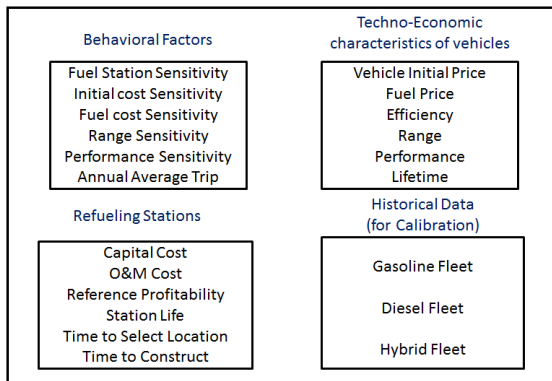 Behavioral Factors
Fuel Station Sensitivity
Initial cost Sensitivity
Fuel cost Sensitivity
Range Sensitivity
Performance Sensitivity
Annual Average Trip
Techno-Economic
characteristics of vehicles
Vehicle Initial Price
Fuel Price
Efficiency
Range
Performance
Lifetime
Refueling Stations
Capital Cost
O&M Cost
Reference Profitability
Station Life
Time to Select Location
Time to Construct
Historical Data
(for Calibration)
Gasoline Fleet
Diesel Fleet
Hybrid Fleet